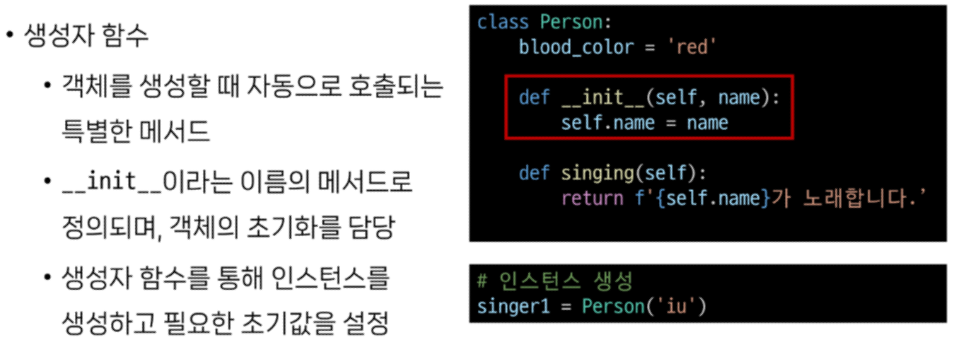 • 생성자 함수
• 객체를 생성할 때 자동으로 호출되는
특별한 메서드
• __init__이라는 이름의 메서드로
정의되며, 객체의 초기화를 담당
• 생성자 함수를 통해 인스턴스를
생성하고 필요한 초기값을 설정
class Person:
    blood_color = 'red'
    def __init__(self, name):
        self.name = name
    def singing(self):
        return f'{self.name}가 노래합니다.’
# 인스턴스 생성
singer1 = Person('iu')